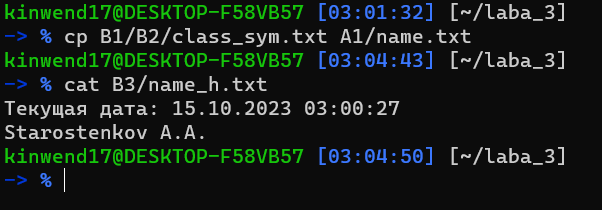 kinwend17@DESKTOP-F58VB57 [03:01:32] [~/laba_3]
-> % cp B1/B2/class_sym.txt A1/name.txt
kinwend17@DESKTOP-F58VB57 [03:04:43] [~/laba_3]
-> % cat B3/name_h.txt
Текущая дата: 15.10.2023 03:00:27
Starostenkov A.A.
kinwend17@DESKTOP-F58VB57 [03:04:50] [~/laba_3]
-> %